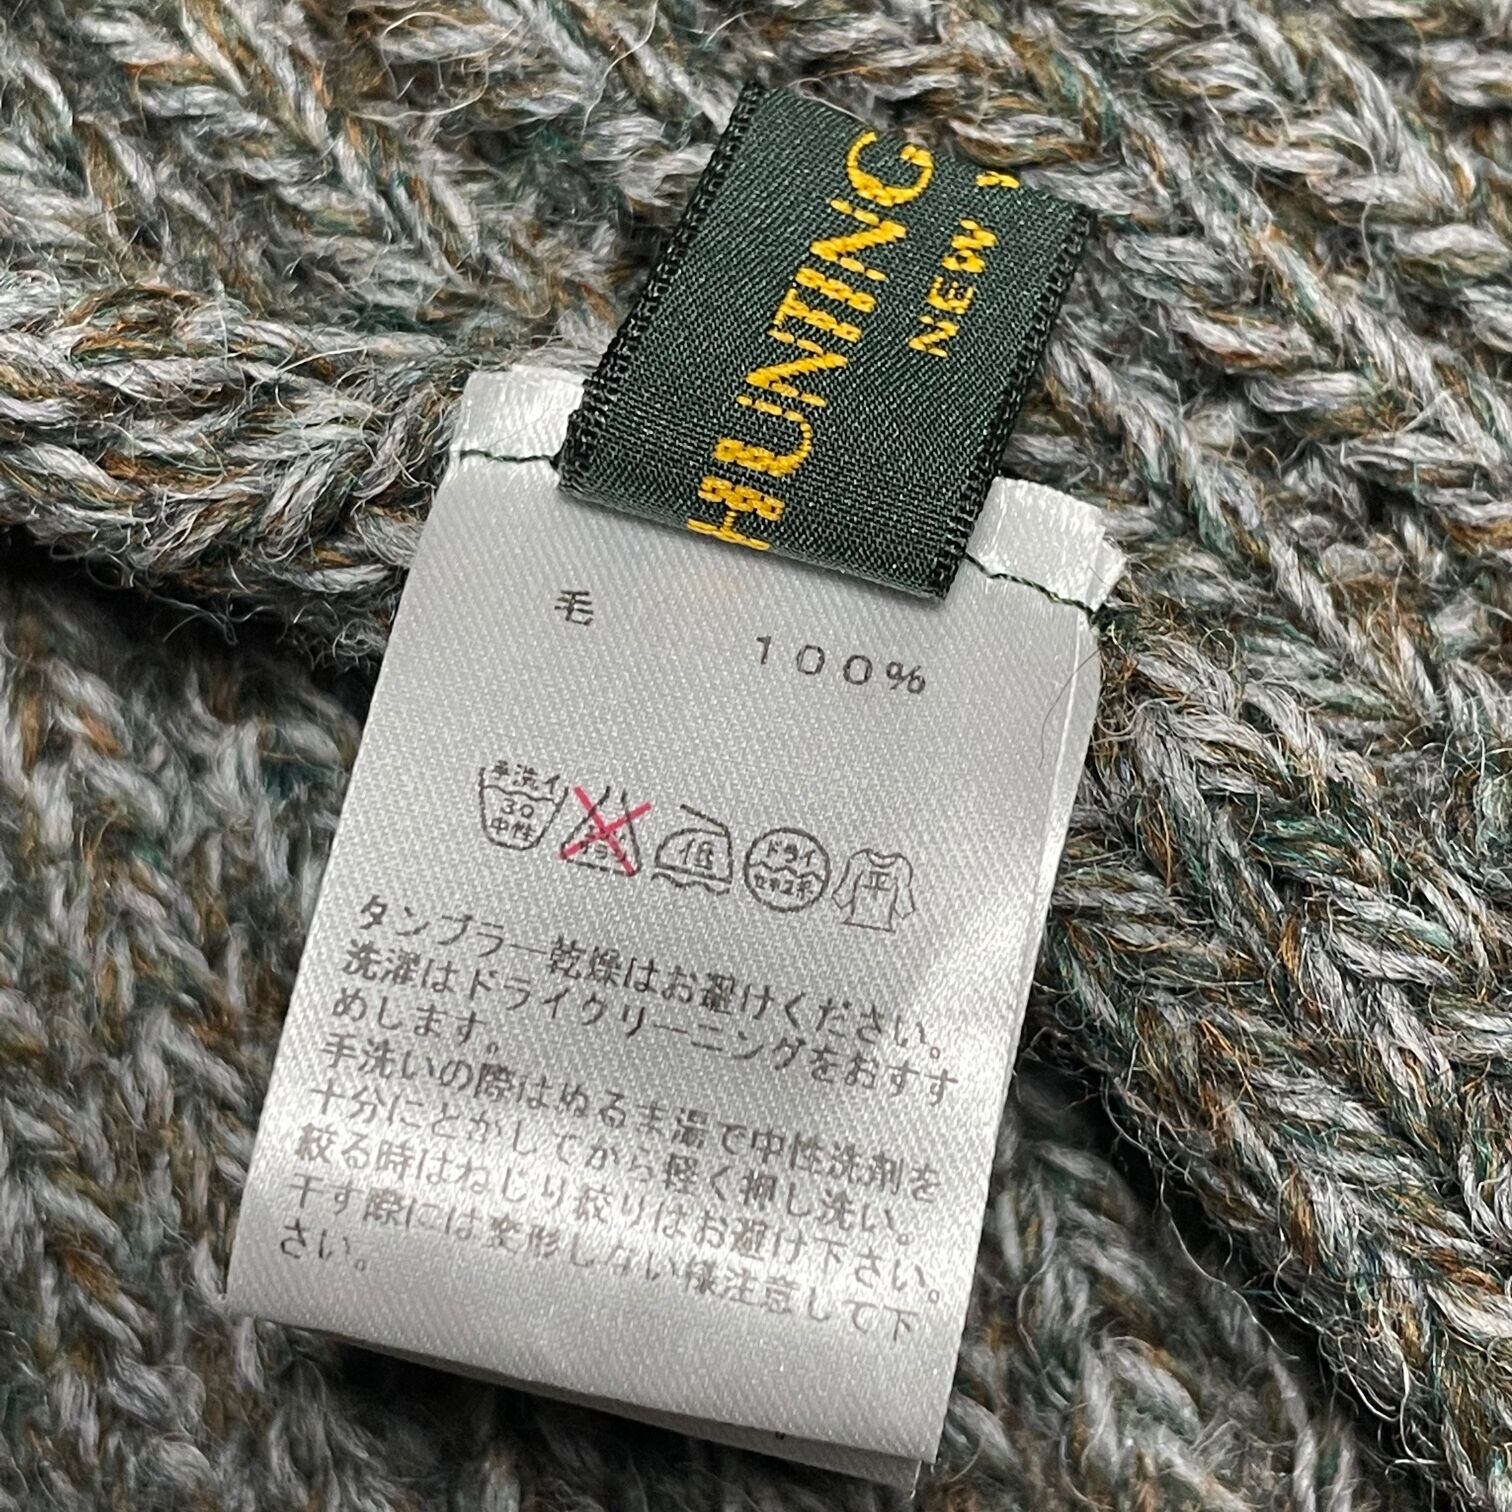 HUNTING
NEW
毛 100%
手洗イ
30
中性
低
ドライ
セキユ系
平
タンブラー乾燥はお避けください。
洗濯はドライクリーニングをおすす
めします。
手洗いの際はぬるま湯で中性洗剤を
十分にとかしてから軽く押し洗い。
絞る時はねじり絞りはお避け下さい。
干す際には変形しない様注意して下
さい。